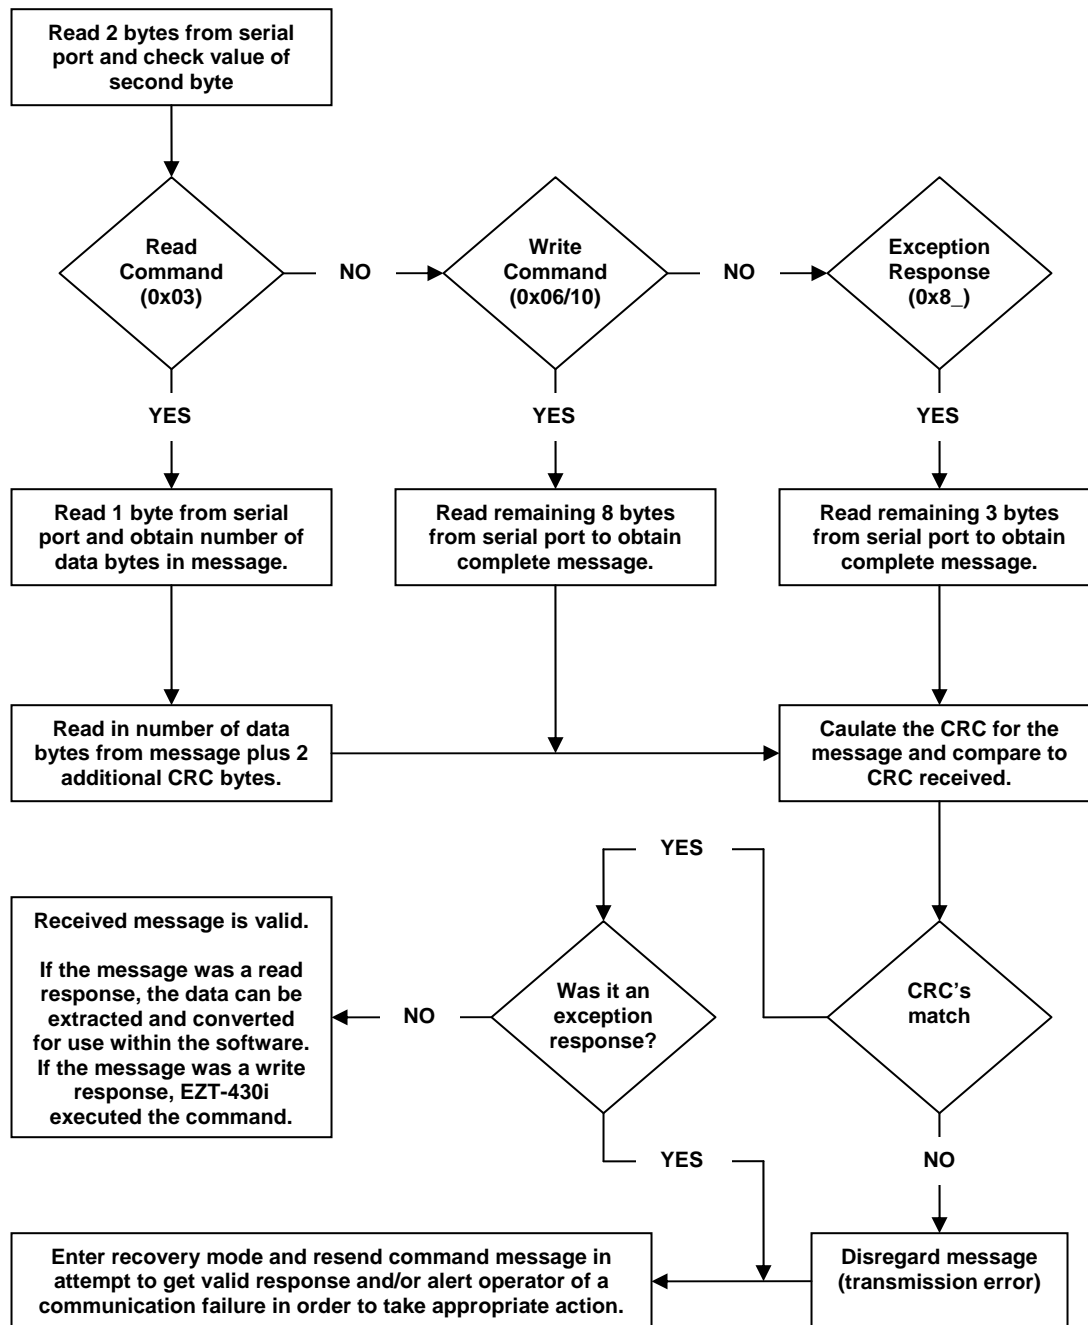 Read 2 bytes from serial
port and check value of
second byte
Read
Command
(0x03)
NO
Write
Command
(0x06/10)
NO
Exception
Response
(0x8_)
YES
YES
YES
Read 1 byte from serial
port and obtain number of
data bytes in message.
Read remaining 8 bytes
from serial port to obtain
complete message.
Read remaining 3 bytes
from serial port to obtain
complete message.
Read in number of data
bytes from message plus 2
additional CRC bytes.
Caulate the CRC for the
message and compare to
CRC received.
YES
Received message is valid.
If the message was a read
response, the data can be
extracted and converted
for use within the software.
If the message was a write
response, EZT-430i
executed the command.
NO
Was it an
exception
response?
CRC's
match
YES
NO
Enter recovery mode and resend command message in
attempt to get valid response and/or alert operator of a
communication failure in order to take appropriate action.
Disregard message
(transmission error)